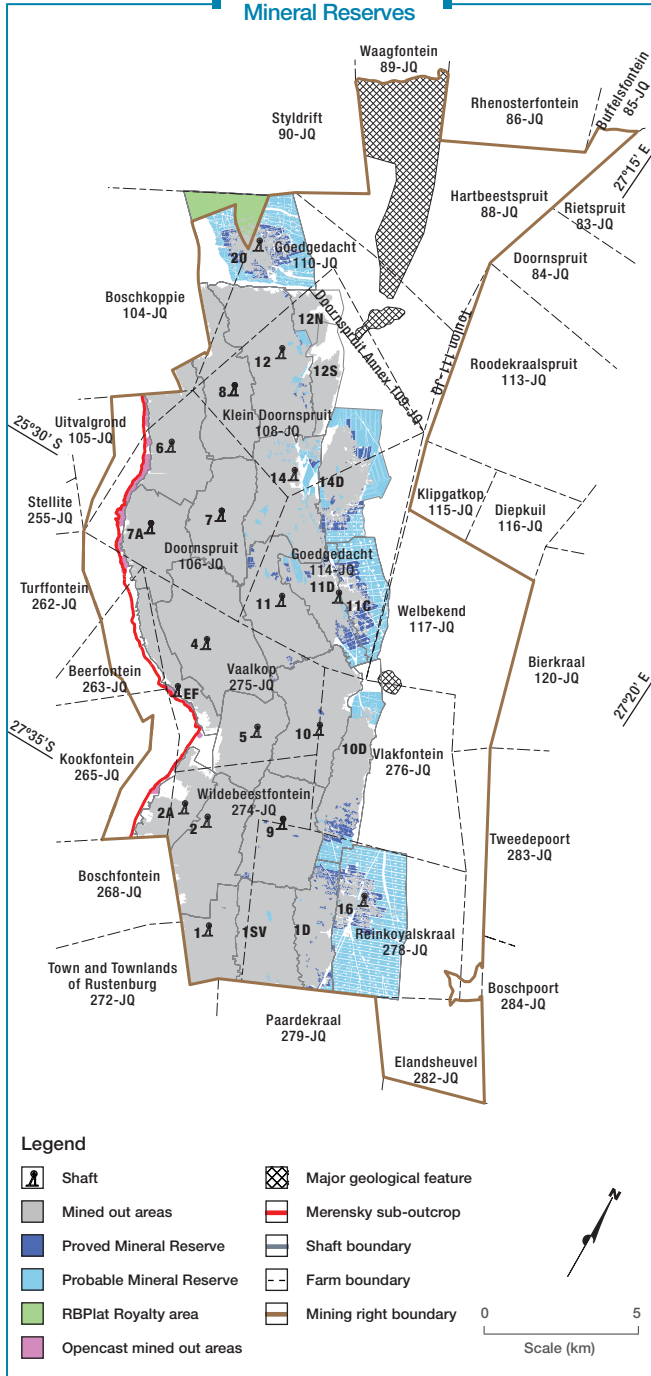 Mineral Reserves
Waagfontein
89-JQ
Styldrift
90-JQ
Rhenosterfontein
86-JQ
Buffelsfontein
85-JQ
27°15' E
Hartbeestspruit
88-JQ
Rietspruit
83-JQ
Doornspruit
84-JQ
20
Goedgedacht
110-JQ
Boschkoppie
104-JQ
Doornspruit Annex 109-JQ
Toulon 111-JQ
12N
12
12S
Roodekraalspruit
113-JQ
8
Klein Doornspruit
108-JQ
25°30' S
Uitvalgrond
105-JQ
6
14
14D
Klipgatkop
115-JQ
Diepkuil
116-JQ
Stellite
255-JQ
7A
7
Doornspruit
106-JQ
Goedgedacht
114-JQ
11D
11
11C
Turffontein
262-JQ
Welbekend
117-JQ
4
Beerfontein
263-JQ
Vaalkop
275-JQ
EF
Bierkraal
120-JQ
27°20' E
27°35'S
Kookfontein
265-JQ
5
10
10D
Vlakfontein
276-JQ
Wildebeestfontein
274-JQ
2A
2
9
Tweedepoort
283-JQ
Boschfontein
268-JQ
16
1
1SV
1D
Reinkoyalskraal
278-JQ
Town and Townlands
of Rustenburg
272-JQ
Boschpoort
284-JQ
Paardekraal
279-JQ
Elandsheuvel
282-JQ
Legend
Shaft
Mined out areas
Proved Mineral Reserve
Probable Mineral Reserve
RBPlat Royalty area
Opencast mined out areas
Major geological feature
Merensky sub-outcrop
Shaft boundary
Farm boundary
Mining right boundary
N
0 5
Scale (km)